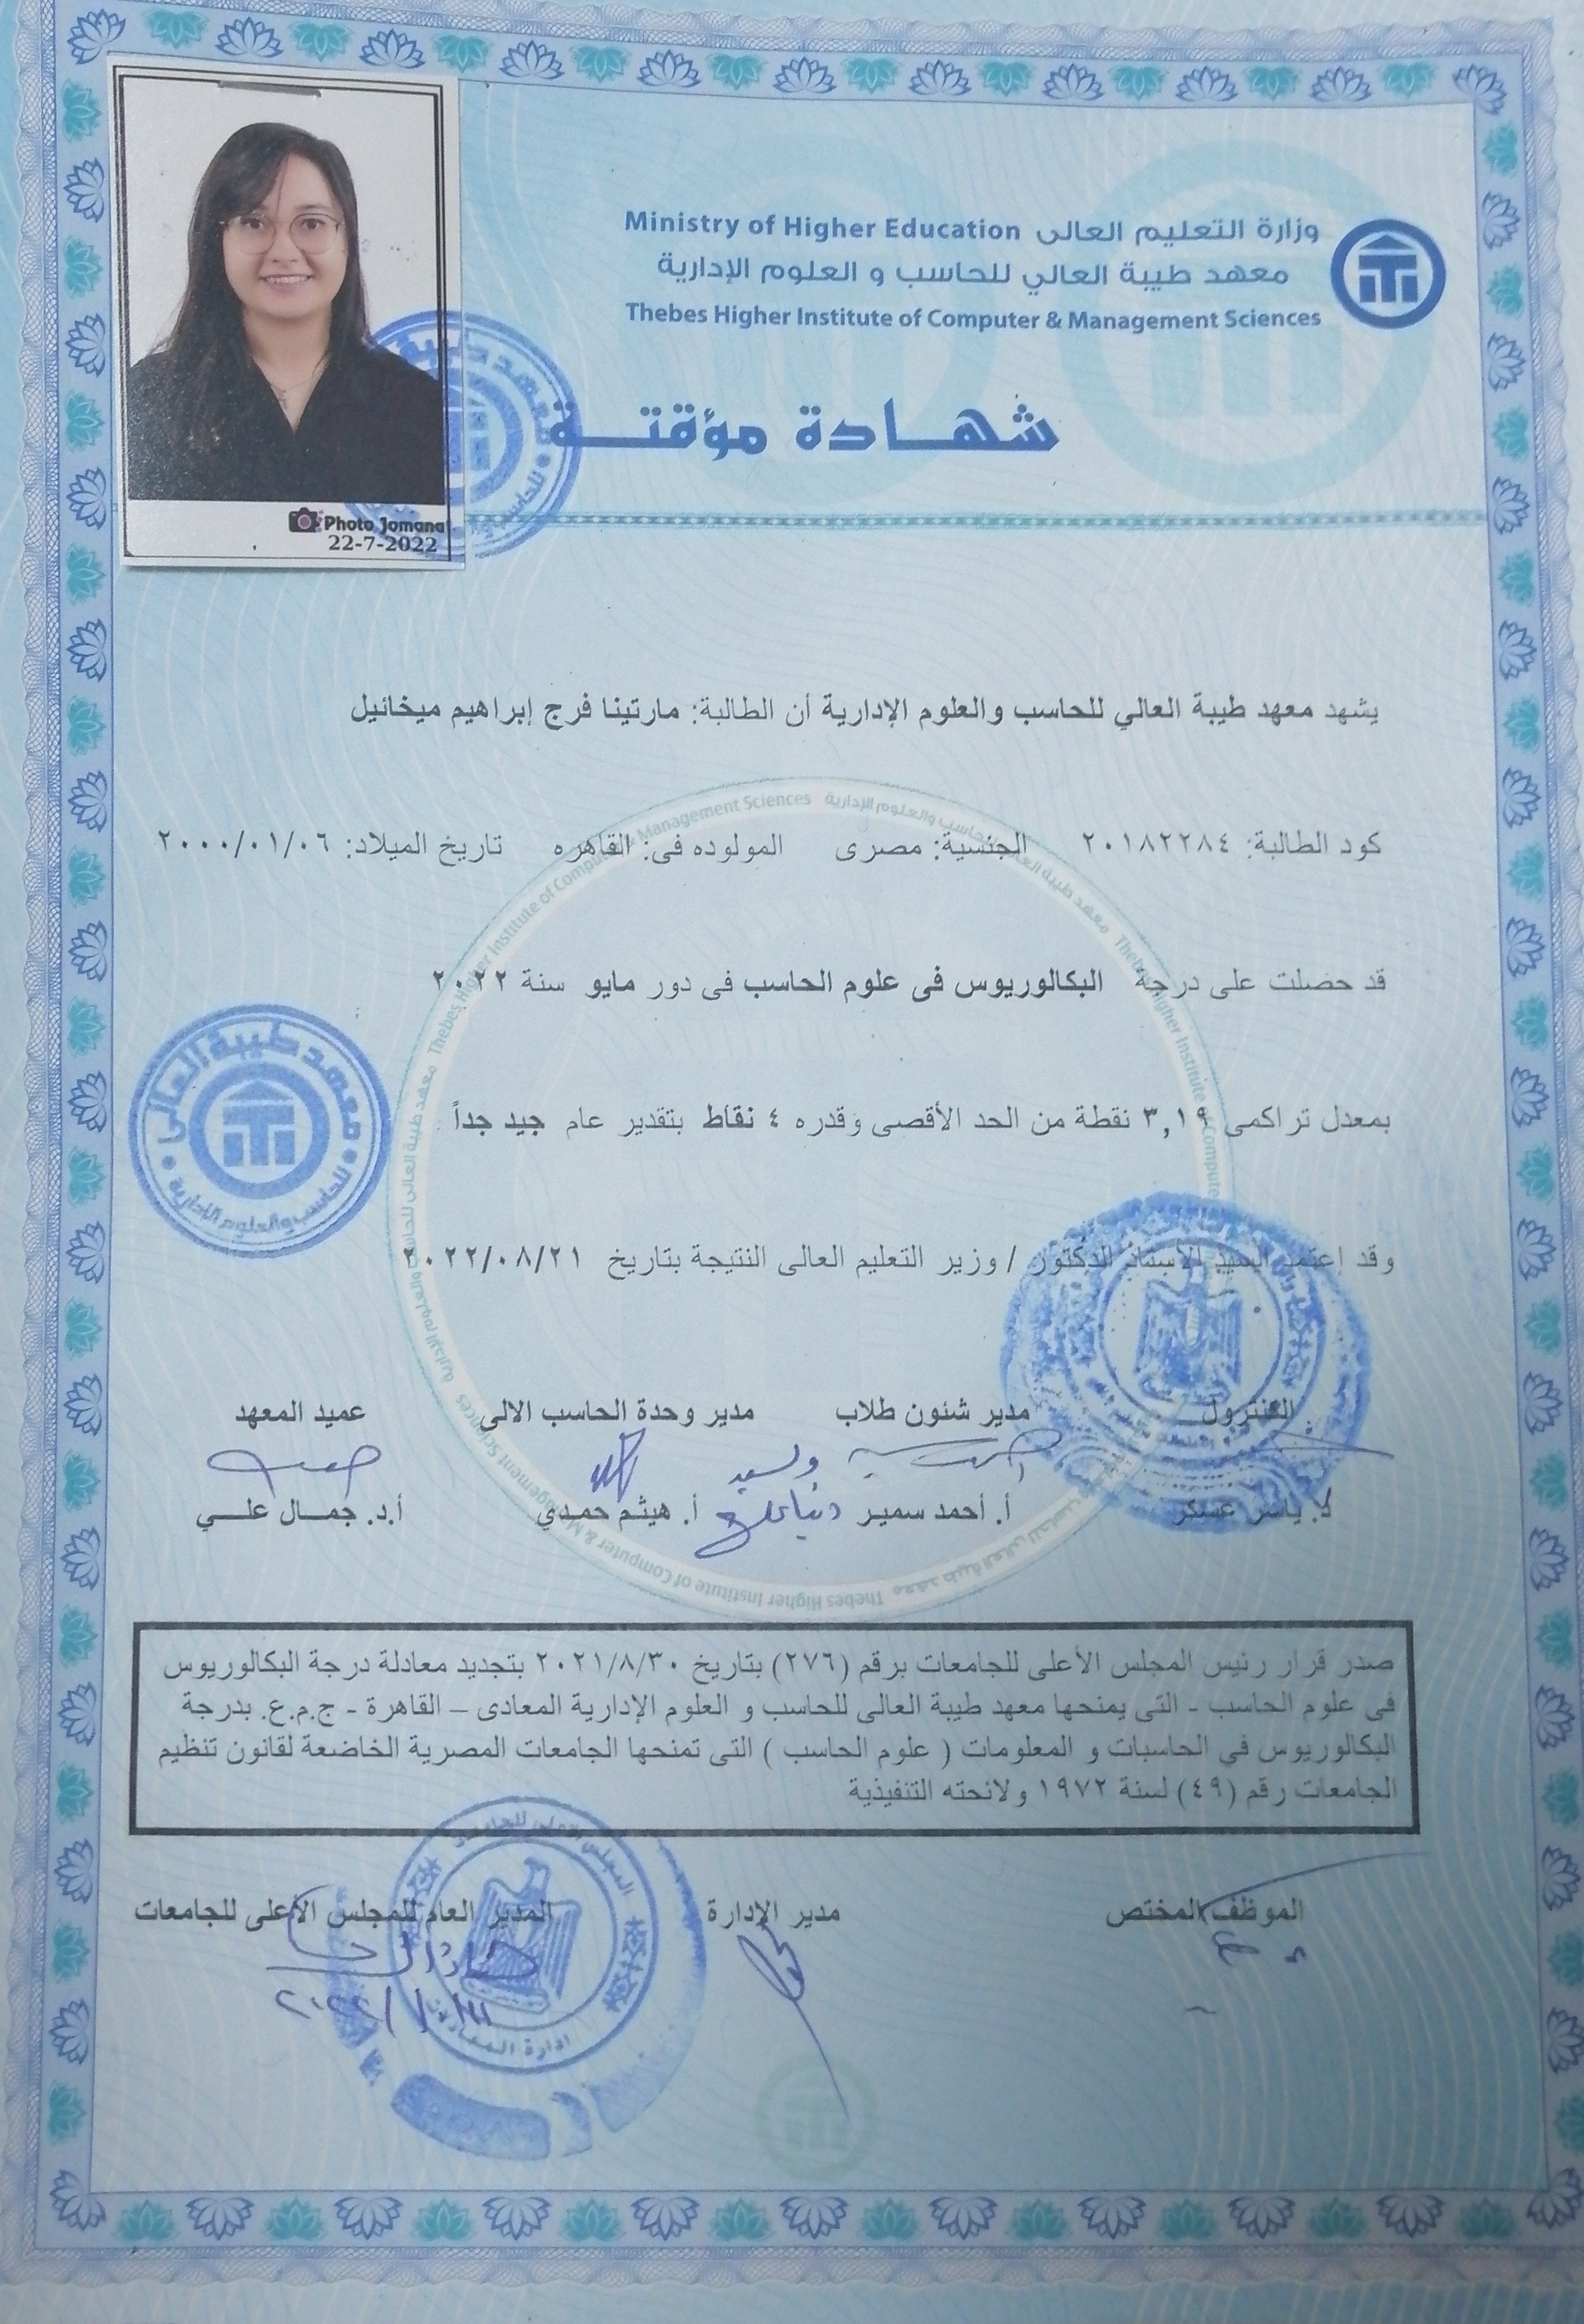 وزارة التعليم العالى Ministry of Higher Education
معهد طيبة العالي للحاسب و العلوم الإدارية
Thebes Higher Institute of Computer & Management Sciences
شهادة مؤقتة
Photo Jomana
22-7-2022
يشهد معهد طيبة العالي للحاسب والعلوم الإدارية أن الطالبة: مارتينا فرج إبراهيم ميخائيل
كود الطالبة: ٢٠١٨٢٢٨٤ الجنسية: مصرى المولوده فى: القاهره تاريخ الميلاد: ٢٠٠٠/٠١/٠٦
قد حصلت على درجة البكالوريوس فى علوم الحاسب فى دور مايو سنة ٢٠٢٢
بمعدل تراكمى ٣,١٩ نقطة من الحد الأقصى وقدره ٤ نقاط بتقدير عام جيد جداً
وقد إعتمد السيد الأستاذ الدكتور / وزير التعليم العالى النتيجة بتاريخ ٢٠٢٢/٠٨/٢١
معهد طيبة العالي
للحاسب والعلوم الإدارية
الكنترول مدير شئون طلاب مدير وحدة الحاسب الالى عميد المعهد
د. ياسر عسكر أ. أحمد سمير أ. هيثم حمدي أ.د. جمال علي
صدر قرار رئيس المجلس الأعلى للجامعات برقم (٢٧٦) بتاريخ ٢٠٢١/٨/٣٠ بتجديد معادلة درجة البكالوريوس
فى علوم الحاسب - التى يمنحها معهد طيبة العالى للحاسب و العلوم الإدارية المعادى – القاهرة - ج.م.ع. بدرجة
البكالوريوس في الحاسبات و المعلومات ( علوم الحاسب ) التى تمنحها الجامعات المصرية الخاضعة لقانون تنظيم
الجامعات رقم (٤٩) لسنة ١٩٧٢ ولائحته التنفيذية
الموظف المختص مدير الإدارة المدير العام للمجلس الأعلى للجامعات